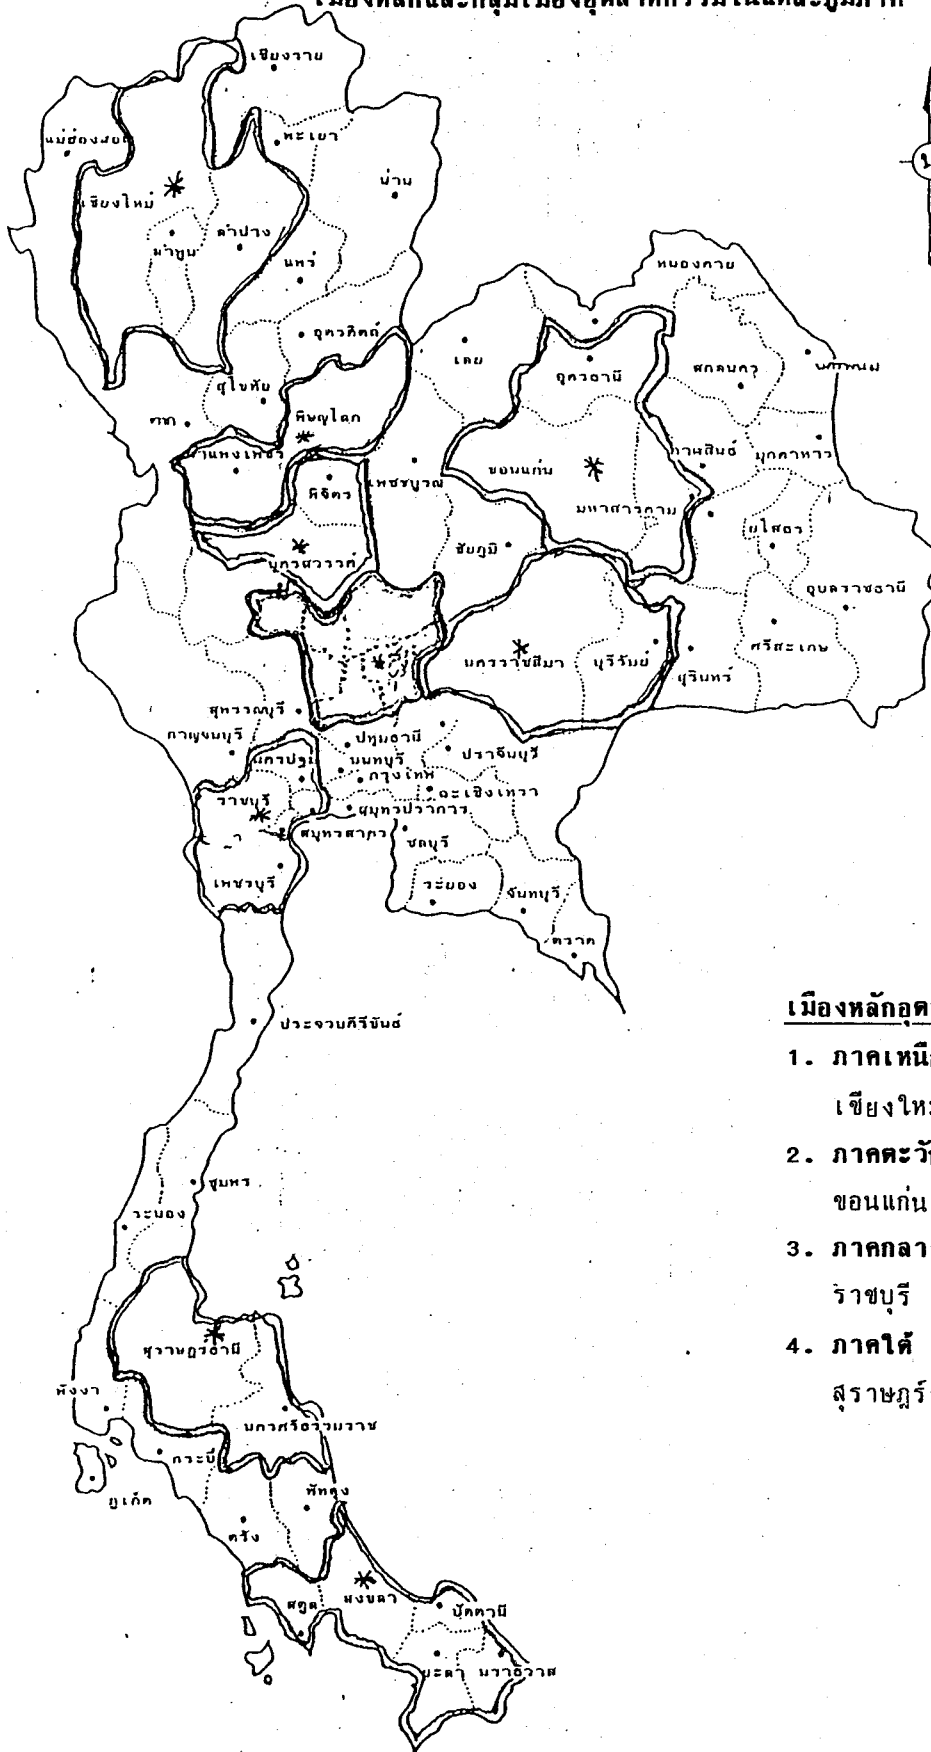 เมืองหลักและกลุ่มเมืองอุตสาหกรรมในแต่ละภูมิภาค
เชียงราย
แม่ฮ่องสอน
พะเยา
น่าน
เชียงใหม่
ลำพูน
ลำปาง
แพร่
หนองคาย
อุตรดิตถ์
เลย
อุดรธานี
สกลนคร
นครพนม
สุโขทัย
ตาก
พิษณุโลก
กำแพงเพชร
พิจิตร
เพชรบูรณ์
ขอนแก่น
กาฬสินธ์
มุกดาหาร
มหาสารคาม
ยโสธร
นครสวรรค์
ชัยภูมิ
อุบลราชธานี
นครราชสีมา
บุรีรัมย์
สุรินทร์
ศรีสะเกษ
สุพรรณบุรี
กาญจนบุรี
ปทุมธานี
นครปฐม
นนทบุรี
ปราจีนบุรี
กรุงเทพ
ฉะเชิงเทรา
ราชบุรี
สมุทรปราการ
สมุทรสาคร
ชลบุรี
เพชรบุรี
ระยอง
จันทบุรี
ตราด
ประจวบคีรีขันธ์
ชุมพร
ระนอง
สุราษฎร์ธานี
พังงา
นครศรีธรรมราช
กระบี่
ภูเก็ต
พัทลุง
ตรัง
สตูล
สงขลา
ปัตตานี
ยะลา
นราธิวาส
เมืองหลักอุต
1. ภาคเหนือ
เชียงใหม
2. ภาคตะวั
ขอนแก่น
3. ภาคกลา
ราชบุรี
4. ภาคใต้
สุราษฎร์